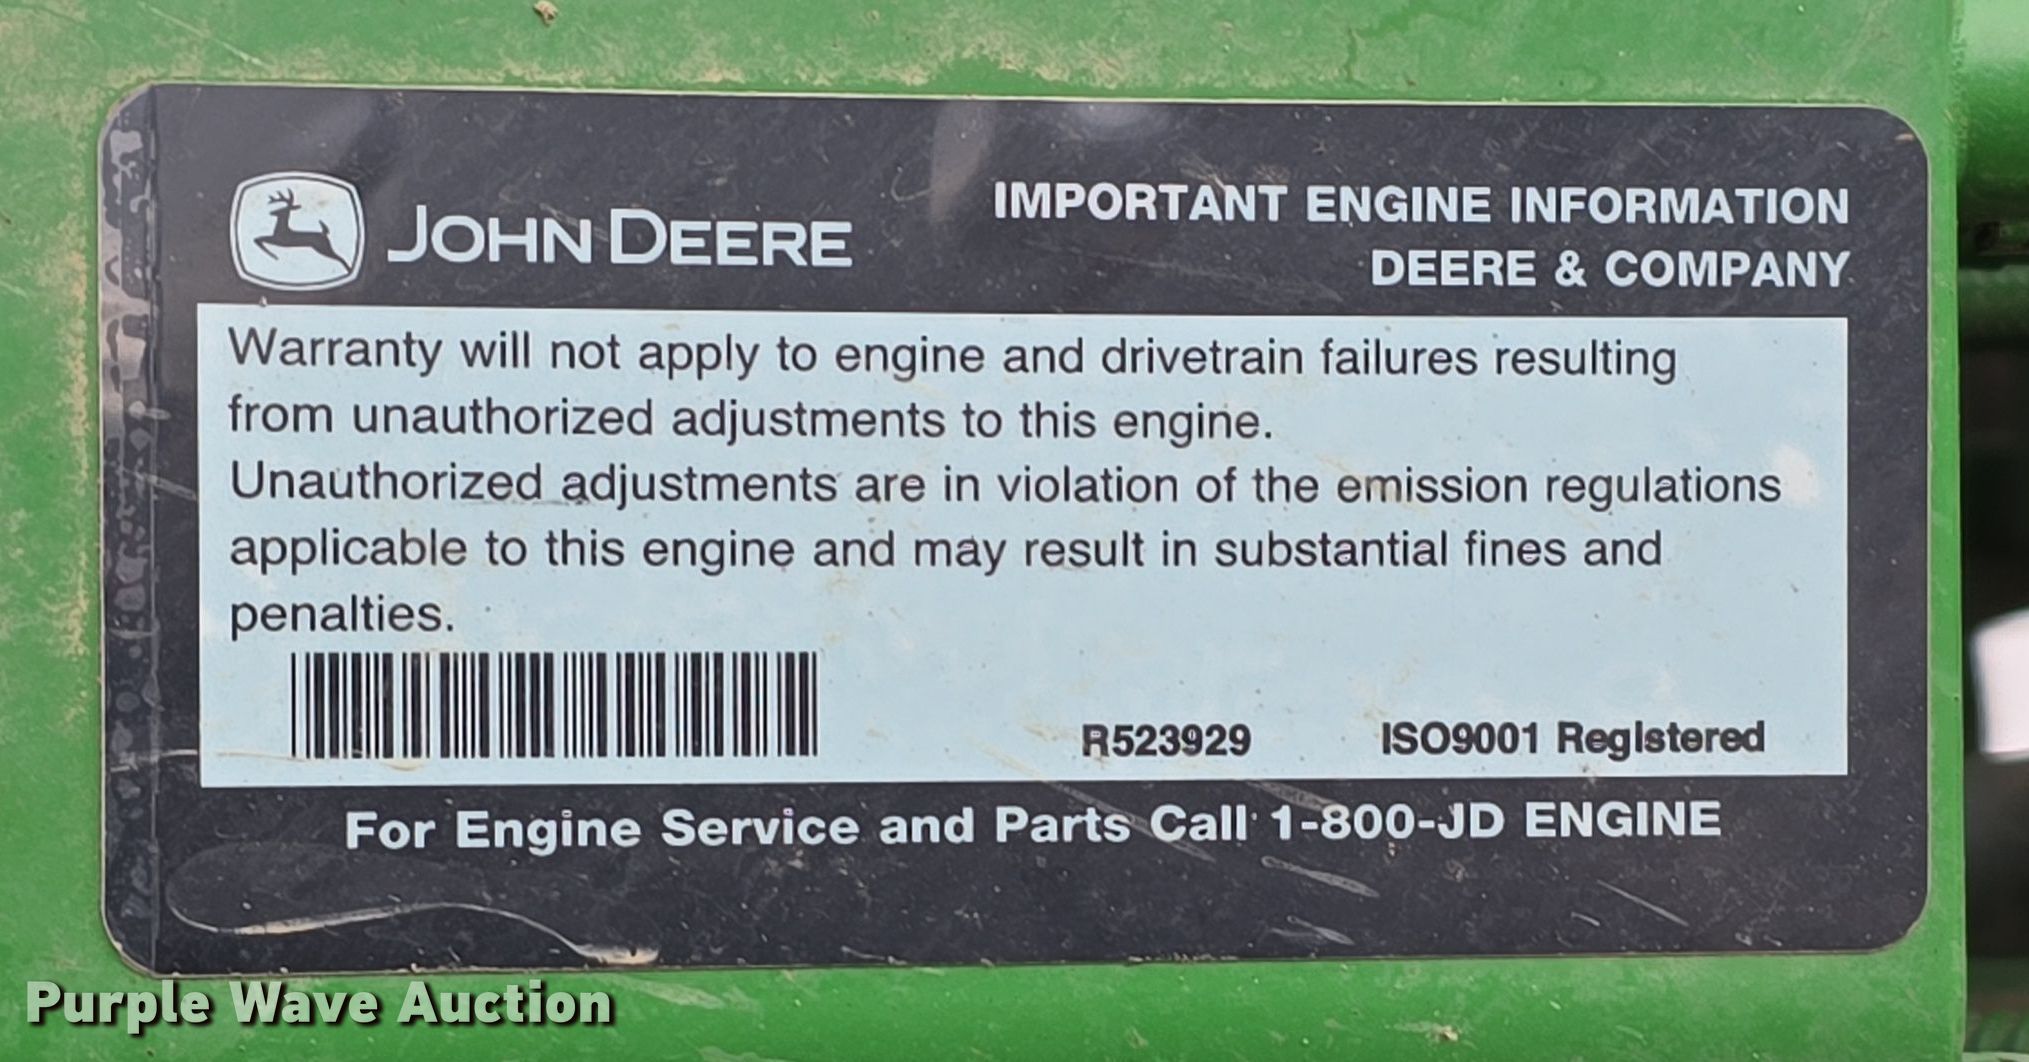 JOHN DEERE
IMPORTANT ENGINE INFORMATION
DEERE & COMPANY
Warranty will not apply to engine and drivetrain failures resulting
from unauthorized adjustments to this engine.
Unauthorized adjustments are in violation of the emission regulations
applicable to this engine and may result in substantial fines and
penalties.
R523929 ISO9001 Registered
For Engine Service and Parts Call 1-800-JD ENGINE
Purple Wave Auction